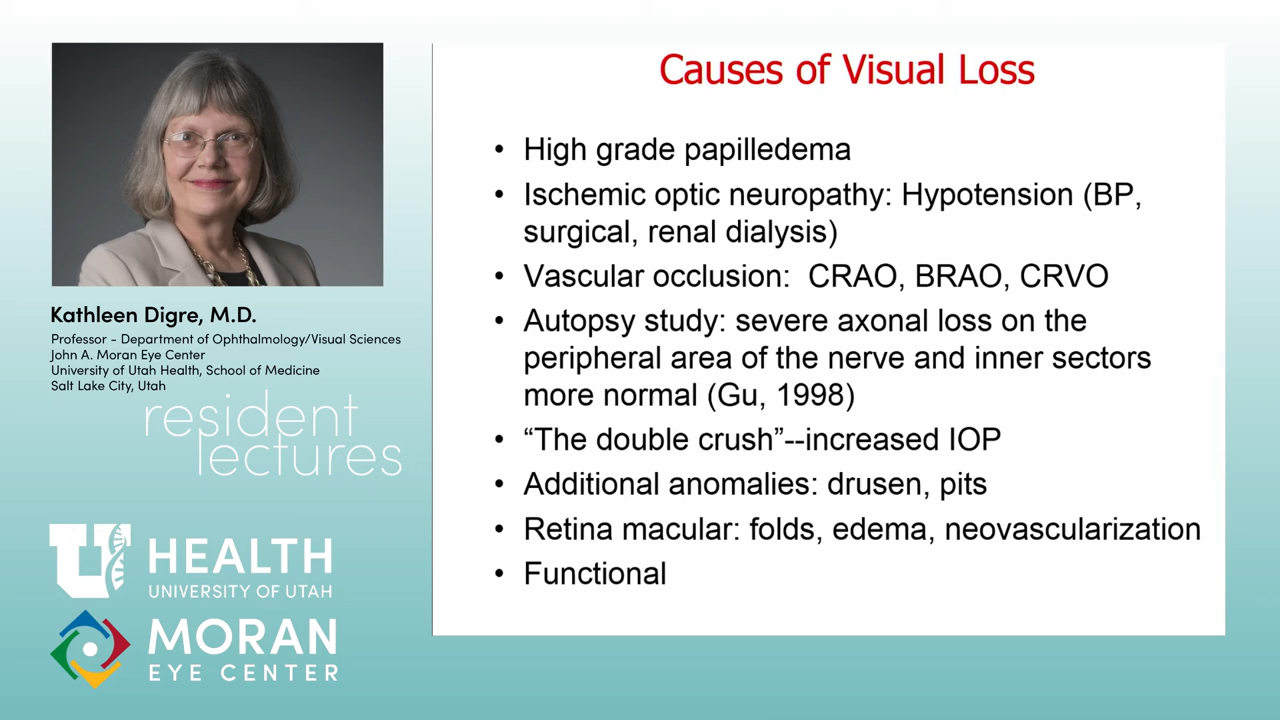 Kathleen Digre, M.D.
Professor - Department of Ophthalmology/Visual Sciences
John A. Moran Eye Center
University of Utah Health, School of Medicine
Salt Lake City, Utah
resident
lectures
U HEALTH
UNIVERSITY OF UTAH
MORAN
EYE CENTER
Causes of Visual Loss
• High grade papilledema
• Ischemic optic neuropathy: Hypotension (BP,
surgical, renal dialysis)
• Vascular occlusion:  CRAO, BRAO, CRVO
• Autopsy study: severe axonal loss on the
peripheral area of the nerve and inner sectors
more normal (Gu, 1998)
• “The double crush”--increased IOP
• Additional anomalies: drusen, pits
• Retina macular: folds, edema, neovascularization
• Functional